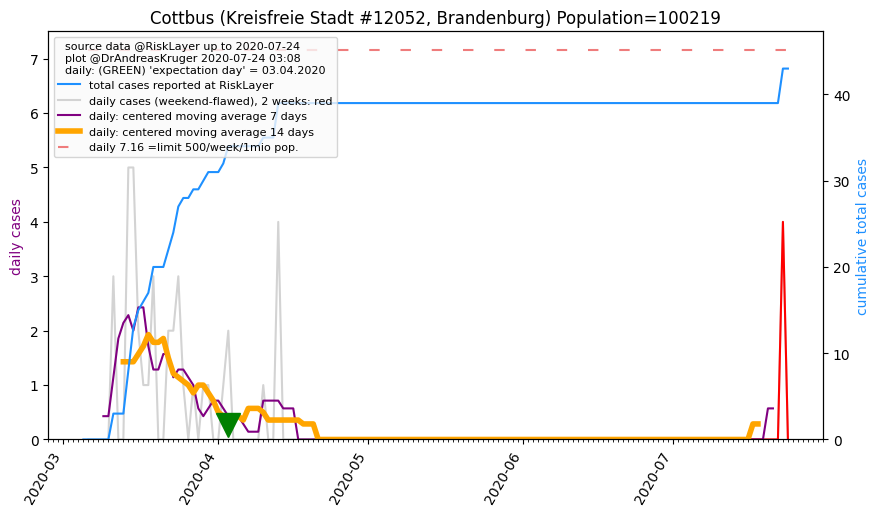 Cottbus (Kreisfreie Stadt #12052, Brandenburg) Population=100219
source data @RiskLayer up to 2020-07-24
plot @DrAndreasKruger 2020-07-24 03:08
daily: (GREEN) 'expectation day' = 03.04.2020
total cases reported at RiskLayer
daily cases (weekend-flawed), 2 weeks: red
daily: centered moving average 7 days
daily: centered moving average 14 days
daily 7.16 =limit 500/week/1mio pop.
daily cases
7
6
5
4
3
2
1
0
40
30
20
10
0
cumulative total cases
2020-03
2020-04
2020-05
2020-06
2020-07